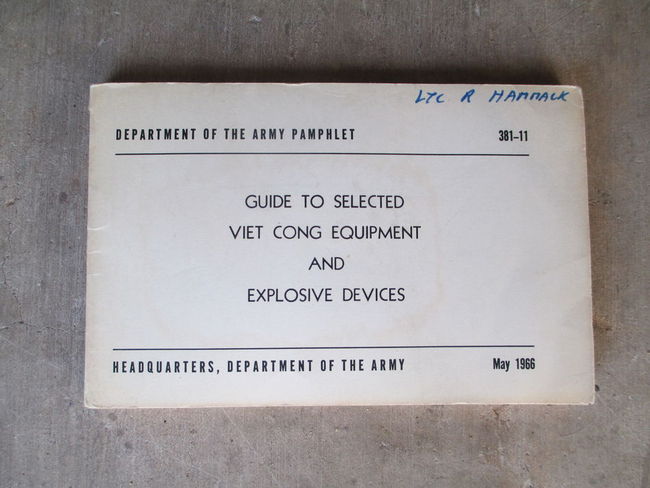 LTC R HAMMACK
DEPARTMENT OF THE ARMY PAMPHLET 381-11
GUIDE TO SELECTED
VIET CONG EQUIPMENT
AND
EXPLOSIVE DEVICES
HEADQUARTERS, DEPARTMENT OF THE ARMY May 1966